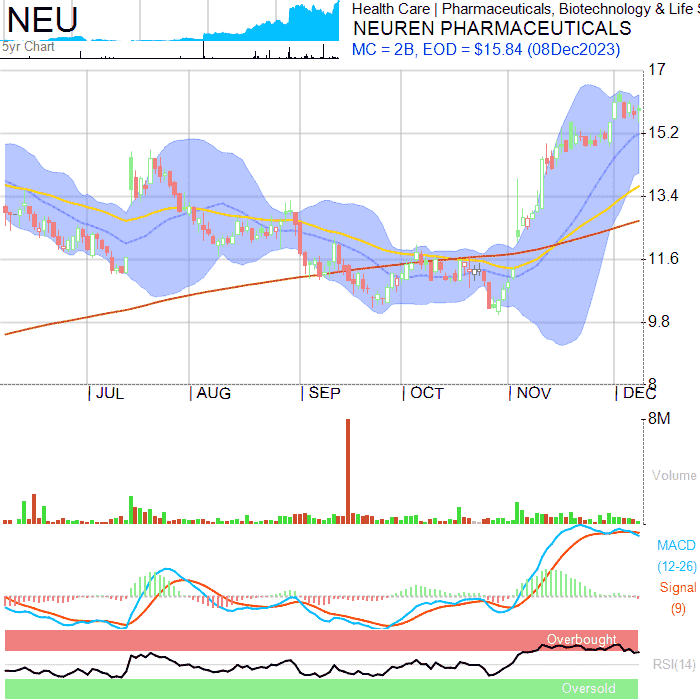 NEU
Health Care | Pharmaceuticals, Biotechnology & Life S
NEUREN PHARMACEUTICALS
MC = 2B, EOD = $15.84 (08Dec2023)
5yr Chart
17
15.2
13.4
11.6
9.8
8
JUL AUG SEP OCT NOV DEC
8M
Volume
MACD
(12-26)
Signal
(9)
Overbought
RSI(14)
Oversold